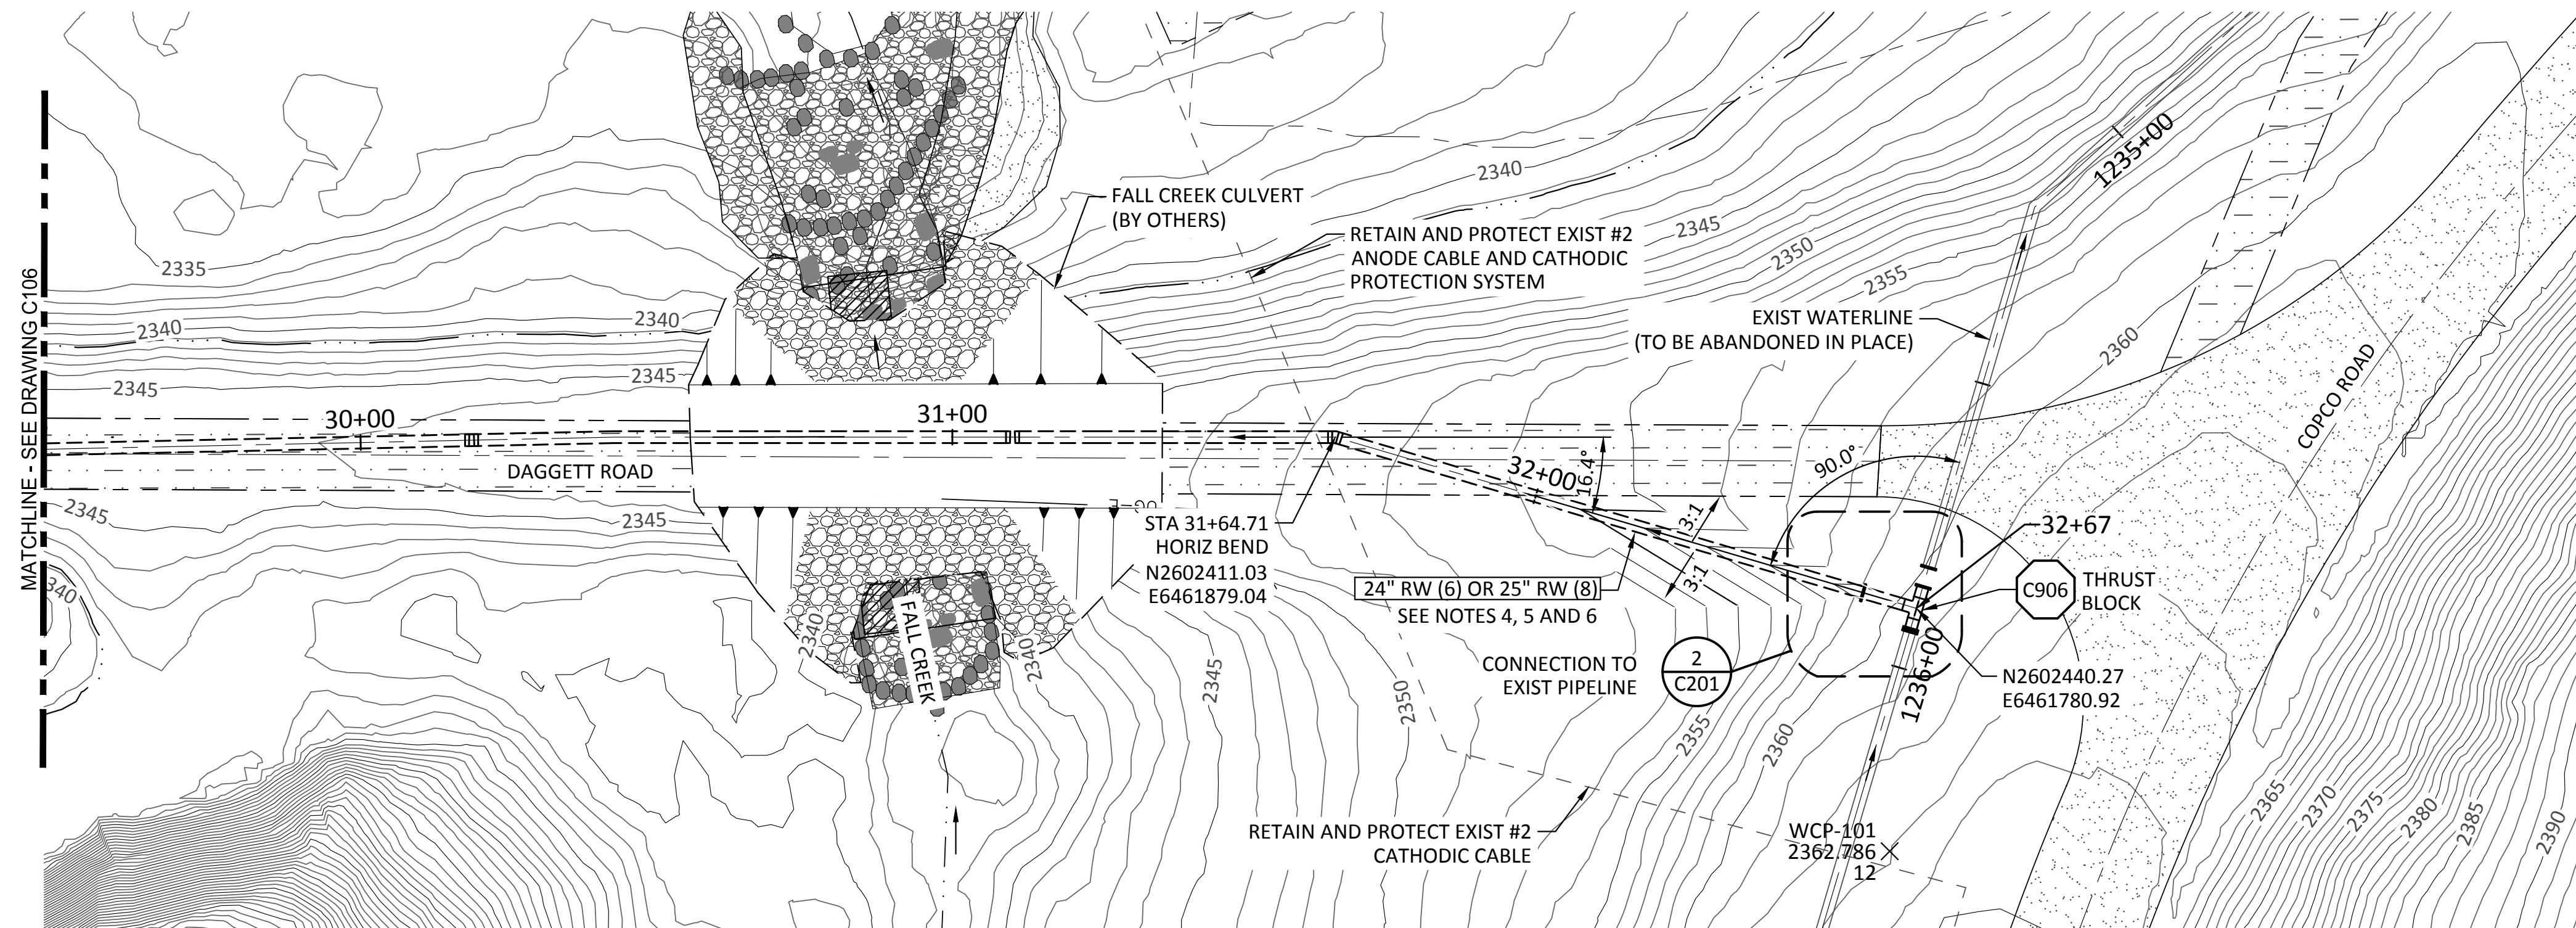 MATCHLINE - SEE DRAWING C106
1235+00
2340
FALL CREEK CULVERT
(BY OTHERS)
RETAIN AND PROTECT EXIST #2
ANODE CABLE AND CATHODIC
PROTECTION SYSTEM
2345
2350
2355
2335
2340
2340
EXIST WATERLINE
(TO BE ABANDONED IN PLACE)
2360
COPCO ROAD
2345
2345
30+00
31+00
DAGGETT ROAD
32+00
16.4°
90.0°
2345
2345
STA 31+64.71
HORIZ BEND
N2602411.03
E6461879.04
3:1
3:1
32+67
24" RW (6) OR 25" RW (8)
SEE NOTES 4, 5 AND 6
C906
THRUST
BLOCK
340
2340
FALL CREEK
2340
2345
2350
CONNECTION TO
EXIST PIPELINE
2
C201
1236+00
N2602440.27
E6461780.92
2355
2360
RETAIN AND PROTECT EXIST #2
CATHODIC CABLE
WCP-101
2362.786
12
2365
2370
2375
2380
2385
2390